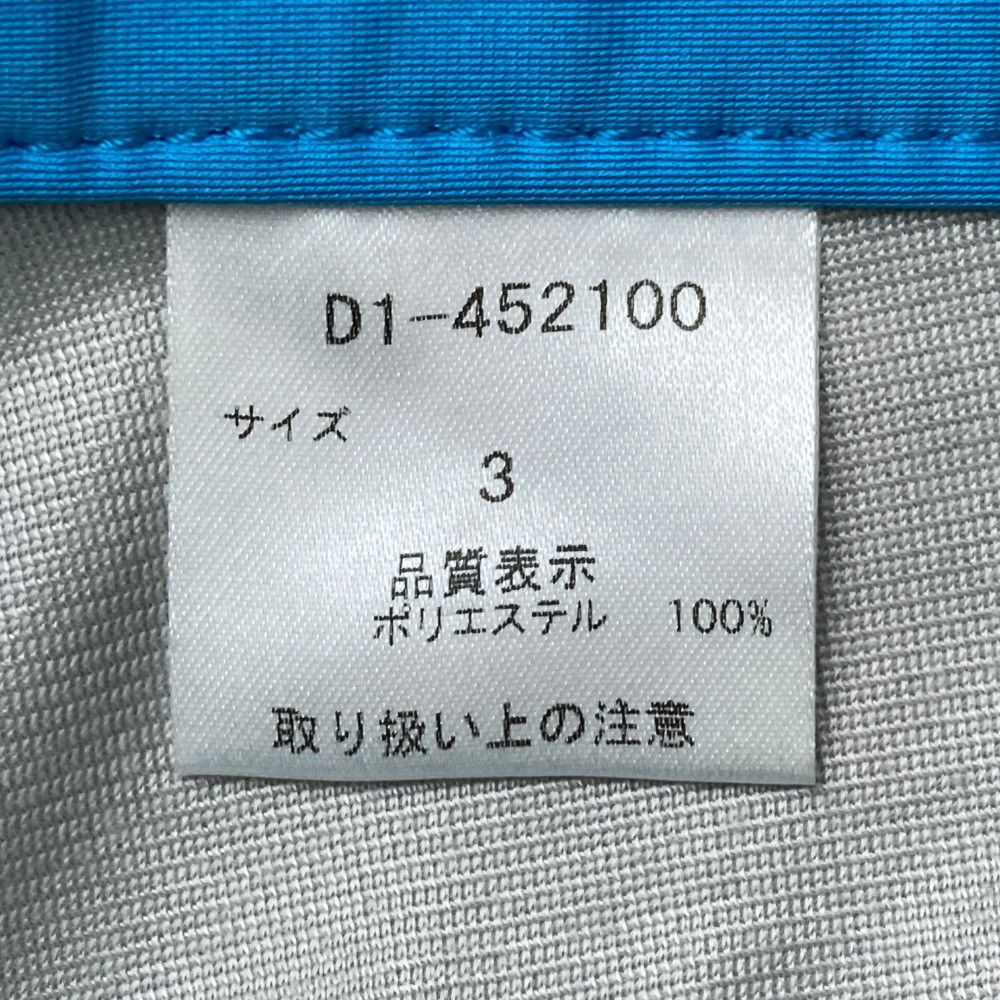 D1-452100
サイズ
3
品質表示
ポリエステル 100%
取り扱い上の注意